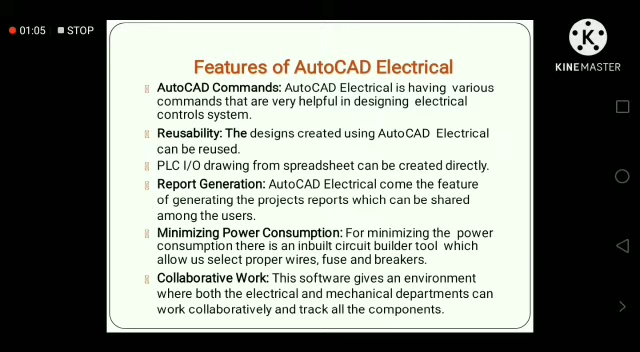 01:05 STOP
KINEMASTER
Features of AutoCAD Electrical
AutoCAD Commands: AutoCAD Electrical is having various
commands that are very helpful in designing electrical
controls system.
Reusability: The designs created using AutoCAD Electrical
can be reused.
PLC I/O drawing from spreadsheet can be created directly.
Report Generation: AutoCAD Electrical come the feature
of generating the projects reports which can be shared
among the users.
Minimizing Power Consumption: For minimizing the power
consumption there is an inbuilt circuit builder tool which
allow us select proper wires, fuse and breakers.
Collaborative Work: This software gives an environment
where both the electrical and mechanical departments can
work collaboratively and track all the components.